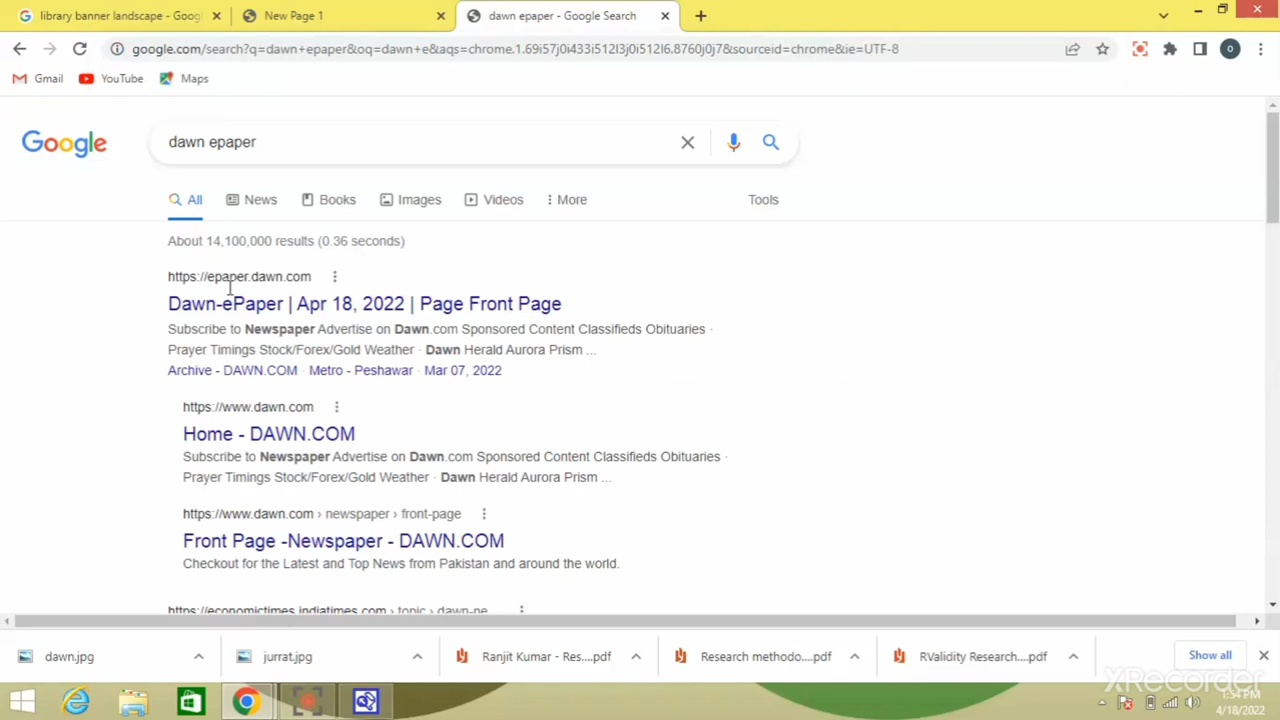 library banner landscape - Goog
New Page 1
dawn epaper - Google Search
google.com/search?q=dawn+epaper&oq=dawn+e&aqs=chrome.1.69i57j0i433i512l3j0i512l6.8760j0j7&sourceid=chrome&ie=UTF-8
O
Gmail
YouTube
Maps
Google
dawn epaper
All
News
Books
Images
Videos
More
Tools
About 14,100,000 results (0.36 seconds)
https://epaper.dawn.com
Dawn-ePaper | Apr 18, 2022 | Page Front Page
Subscribe to Newspaper Advertise on Dawn.com Sponsored Content Classifieds Obituaries ·
Prayer Timings Stock/Forex/Gold Weather · Dawn Herald Aurora Prism ...
Archive - DAWN.COM · Metro - Peshawar · Mar 07, 2022
https://www.dawn.com
Home - DAWN.COM
Subscribe to Newspaper Advertise on Dawn.com Sponsored Content Classifieds Obituaries ·
Prayer Timings Stock/Forex/Gold Weather · Dawn Herald Aurora Prism ...
https://www.dawn.com › newspaper › front-page
Front Page -Newspaper - DAWN.COM
Checkout for the Latest and Top News from Pakistan and around the world.
https://economictimes.indiatimes.com › topic › dawn-ne...
dawn.jpg
jurrat.jpg
Ranjit Kumar - Res....pdf
Research methodo....pdf
RValidity Research....pdf
Show all
XRecorder
1:54 PM
4/18/2022